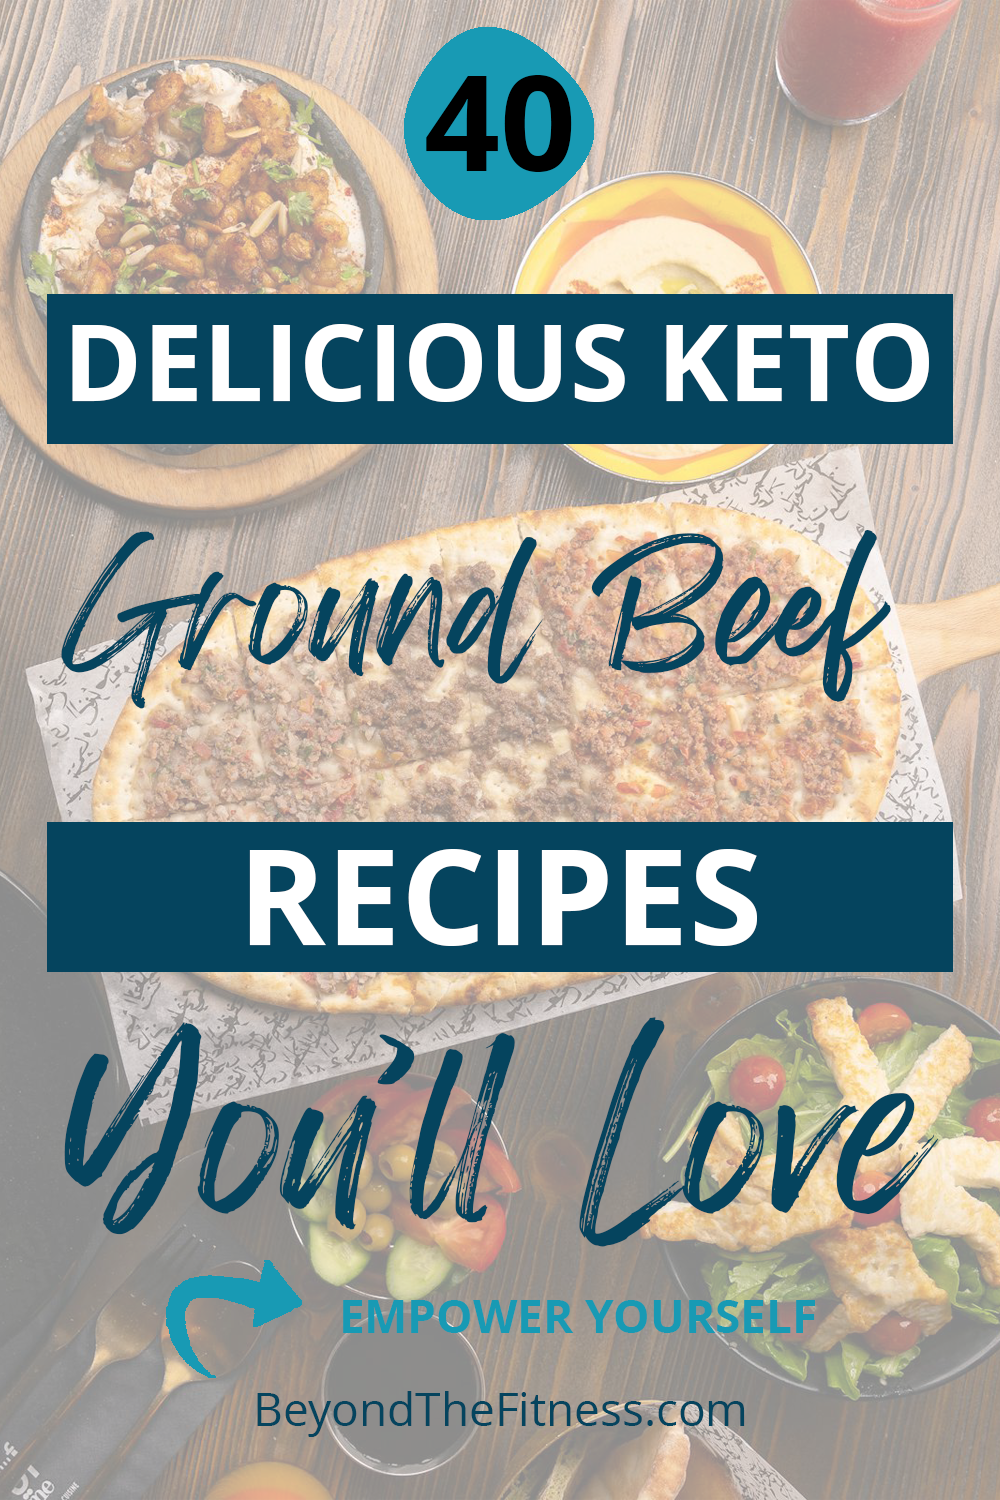 40
DELICIOUS KETO
Ground Beef
RECIPES
You'll Love
EMPOWER YOURSELF
BeyondTheFitness.com